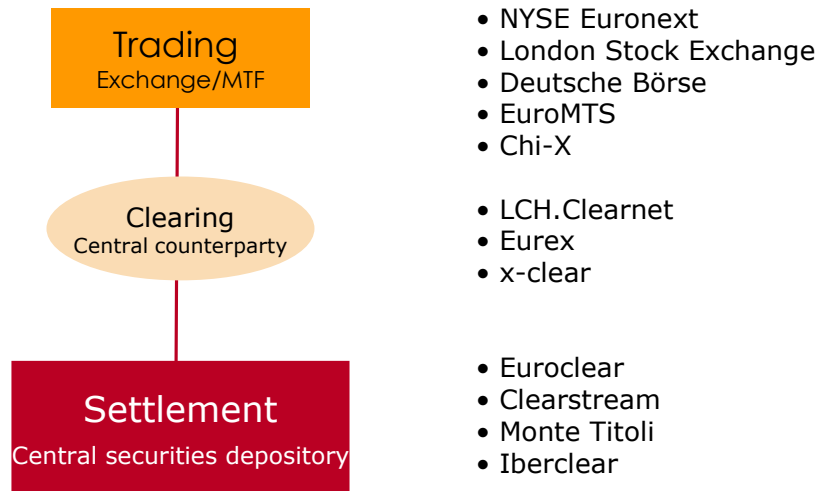 Trading
Exchange/MTF
• NYSE Euronext
• London Stock Exchange
• Deutsche Börse
• EuroMTS
• Chi-X
Clearing
Central counterparty
• LCH.Clearnet
• Eurex
• x-clear
Settlement
Central securities depository
• Euroclear
• Clearstream
• Monte Titoli
• Iberclear